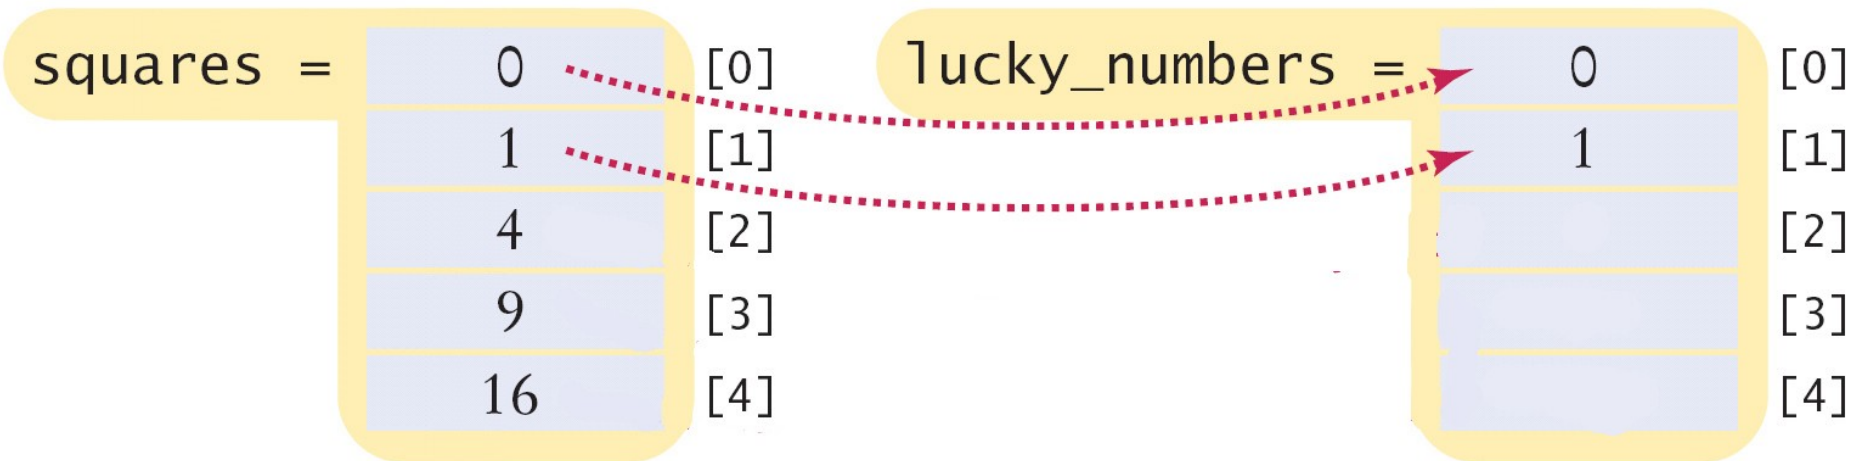 squares = 0 [0] lucky_numbers = 0 [0]
1 [1] 1 [1]
4 [2] [2]
9 [3] [3]
16 [4] [4]